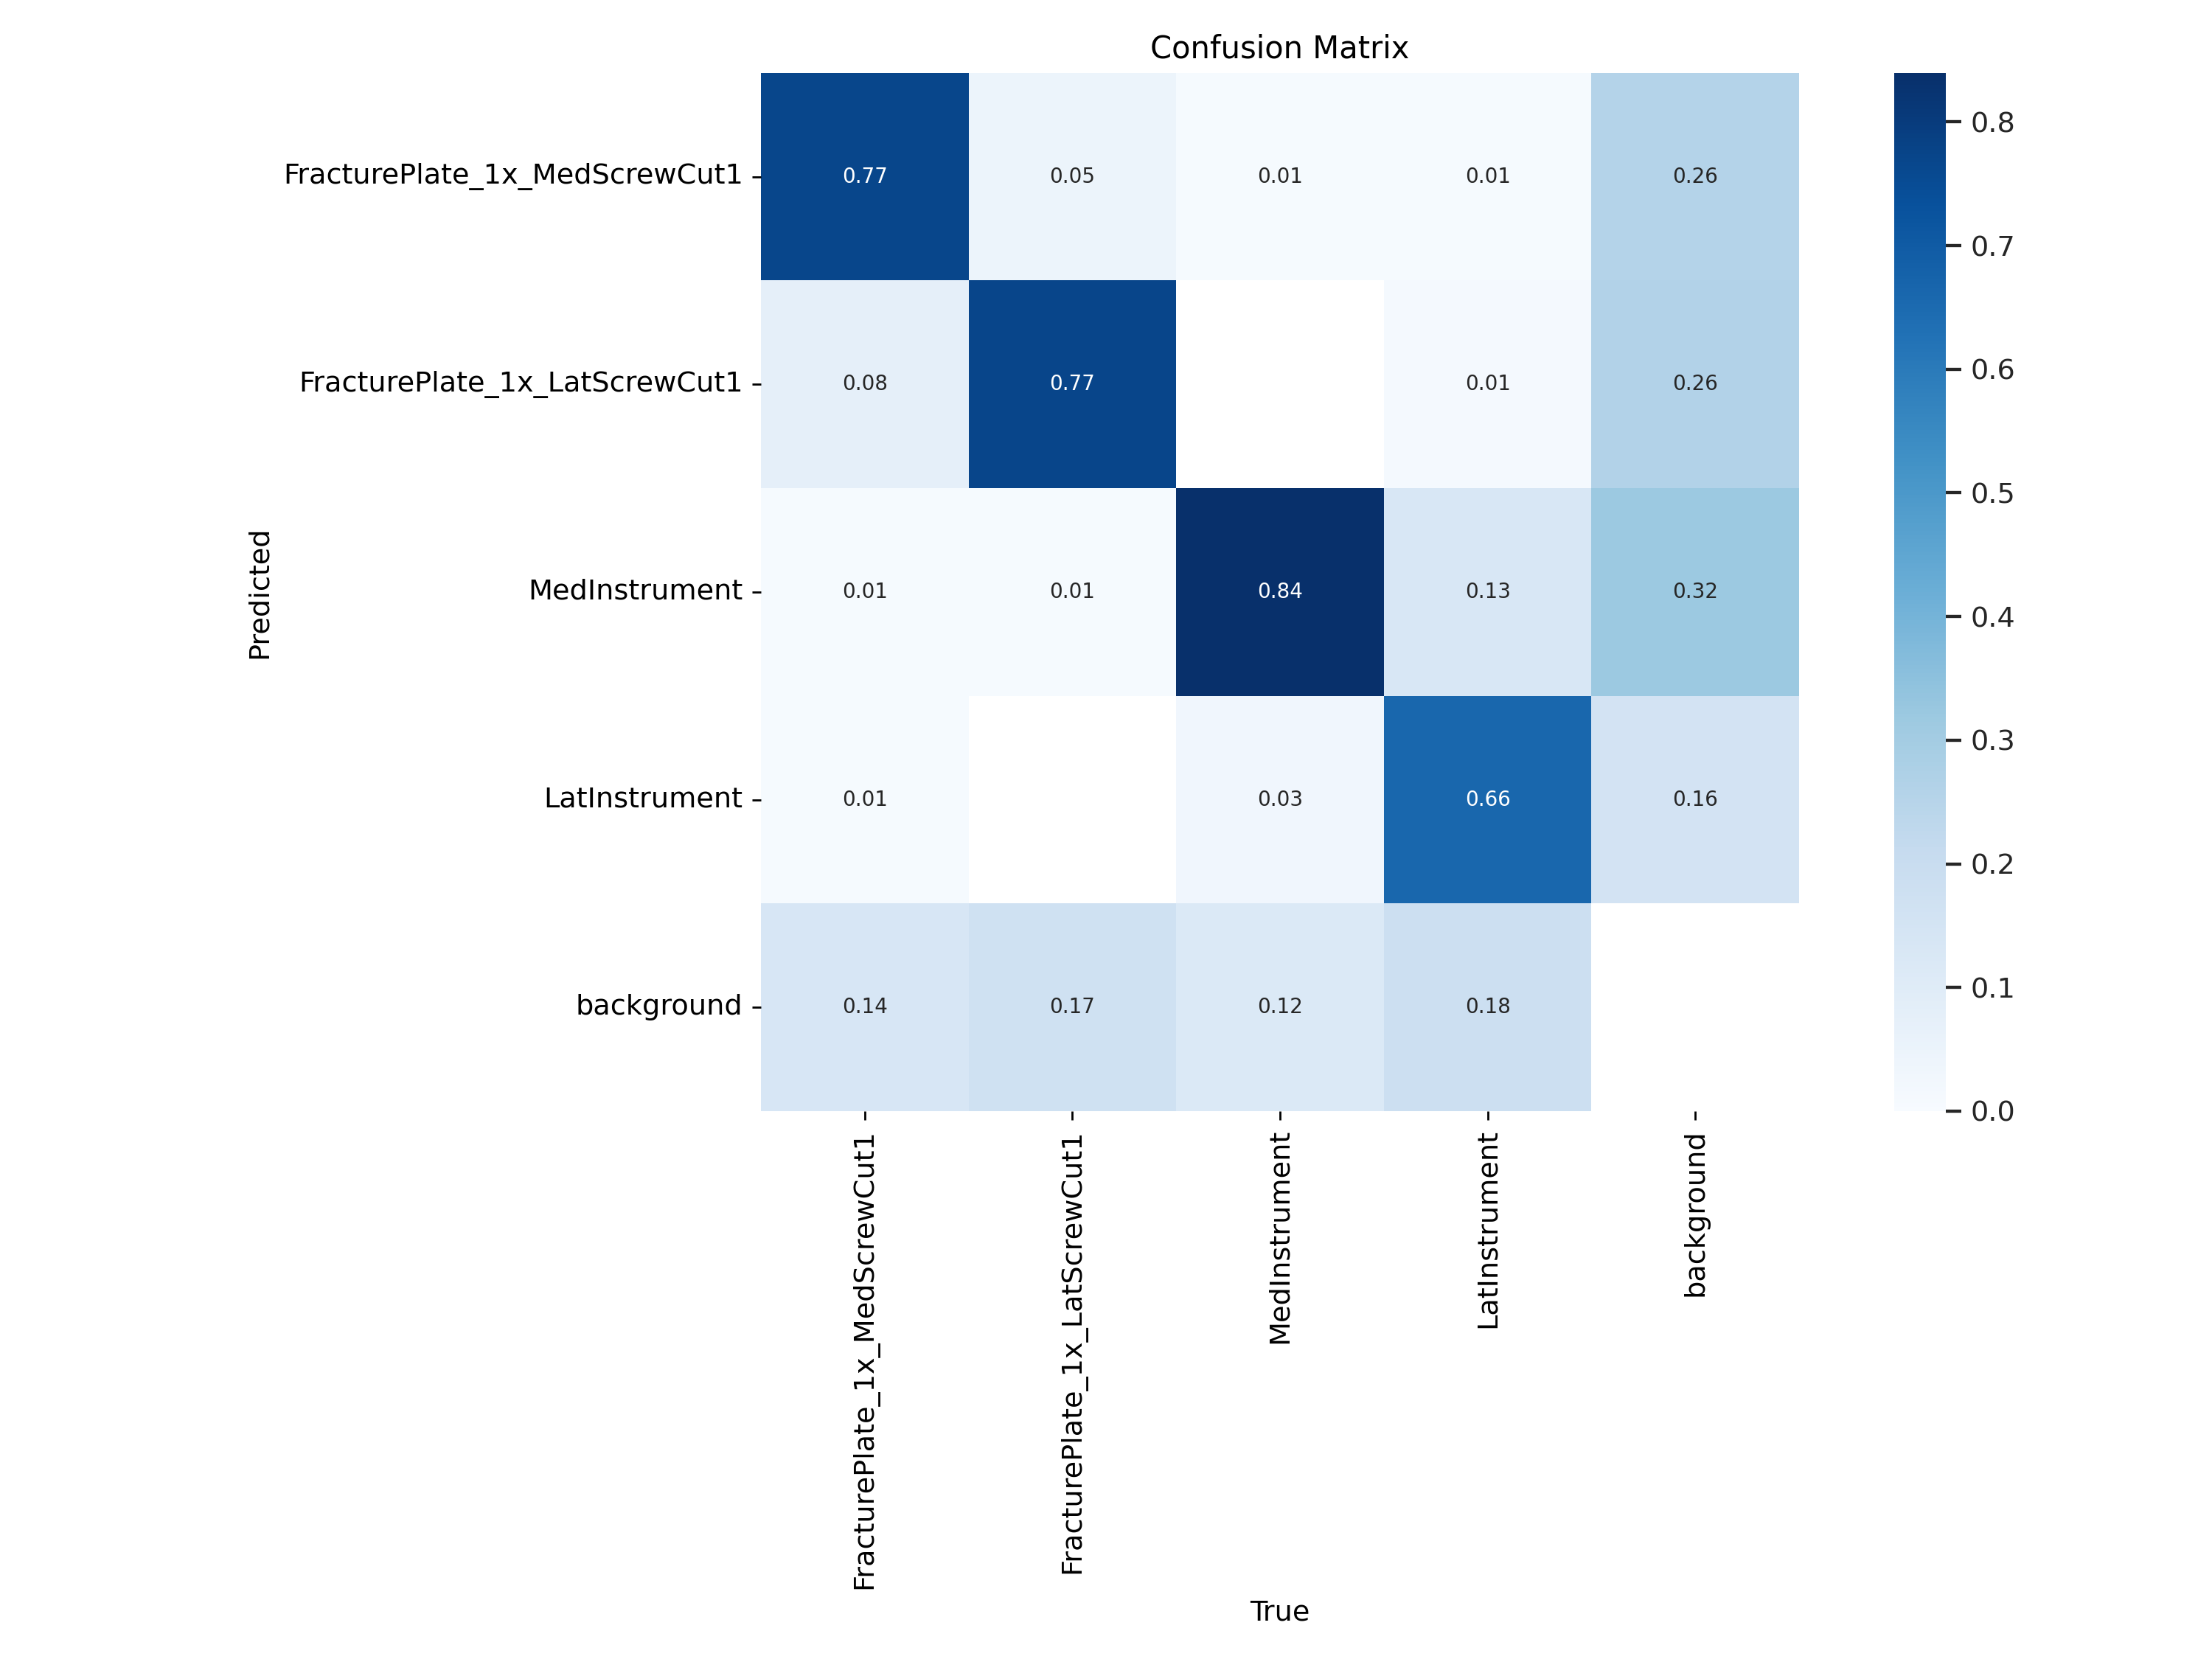 Confusion Matrix
Predicted
FracturePlate_1x_MedScrewCut1 0.77 0.05 0.01 0.01 0.26
FracturePlate_1x_LatScrewCut1 0.08 0.77 0.01 0.26
MedInstrument 0.01 0.01 0.84 0.13 0.32
LatInstrument 0.01 0.03 0.66 0.16
background 0.14 0.17 0.12 0.18
FracturePlate_1x_MedScrewCut1
FracturePlate_1x_LatScrewCut1
MedInstrument
LatInstrument
background
True
0.8
0.7
0.6
0.5
0.4
0.3
0.2
0.1
0.0